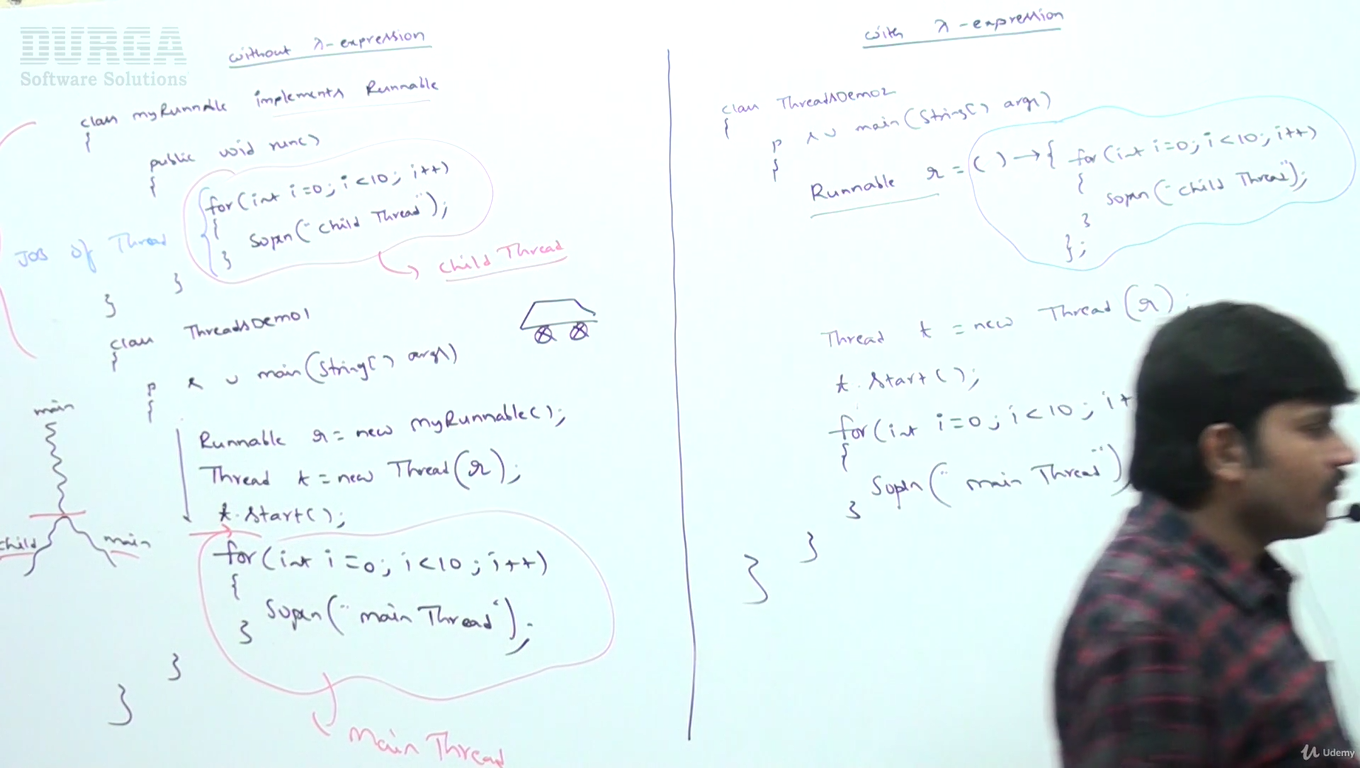 DURGA
Software Solutions
without λ-expression
class myRunnable implements Runnable
{
public void run()
{
for(int i=0; i<10; i++)
{
Sopln("child Thread");
}
JOB of Thread
}
}
child Thread
class ThreadsDemo1
{
p s v main(String[] args)
{
Runnable r = new myRunnable();
Thread t = new Thread(r);
t.start();
for(int i=0; i<10; i++)
{
Sopln("main Thread");
}
}
}
main Thread
main
child
main
with λ-expression
class ThreadsDemo2
{
p s v main(String[] args)
{
Runnable r = () → { for(int i=0; i<10; i++)
{
sopln("child Thread");
}
};
Thread t = new Thread(r);
t.start();
for(int i=0; i<10; i+
{
Sopln("main Thread")
}
}
}
Udemy